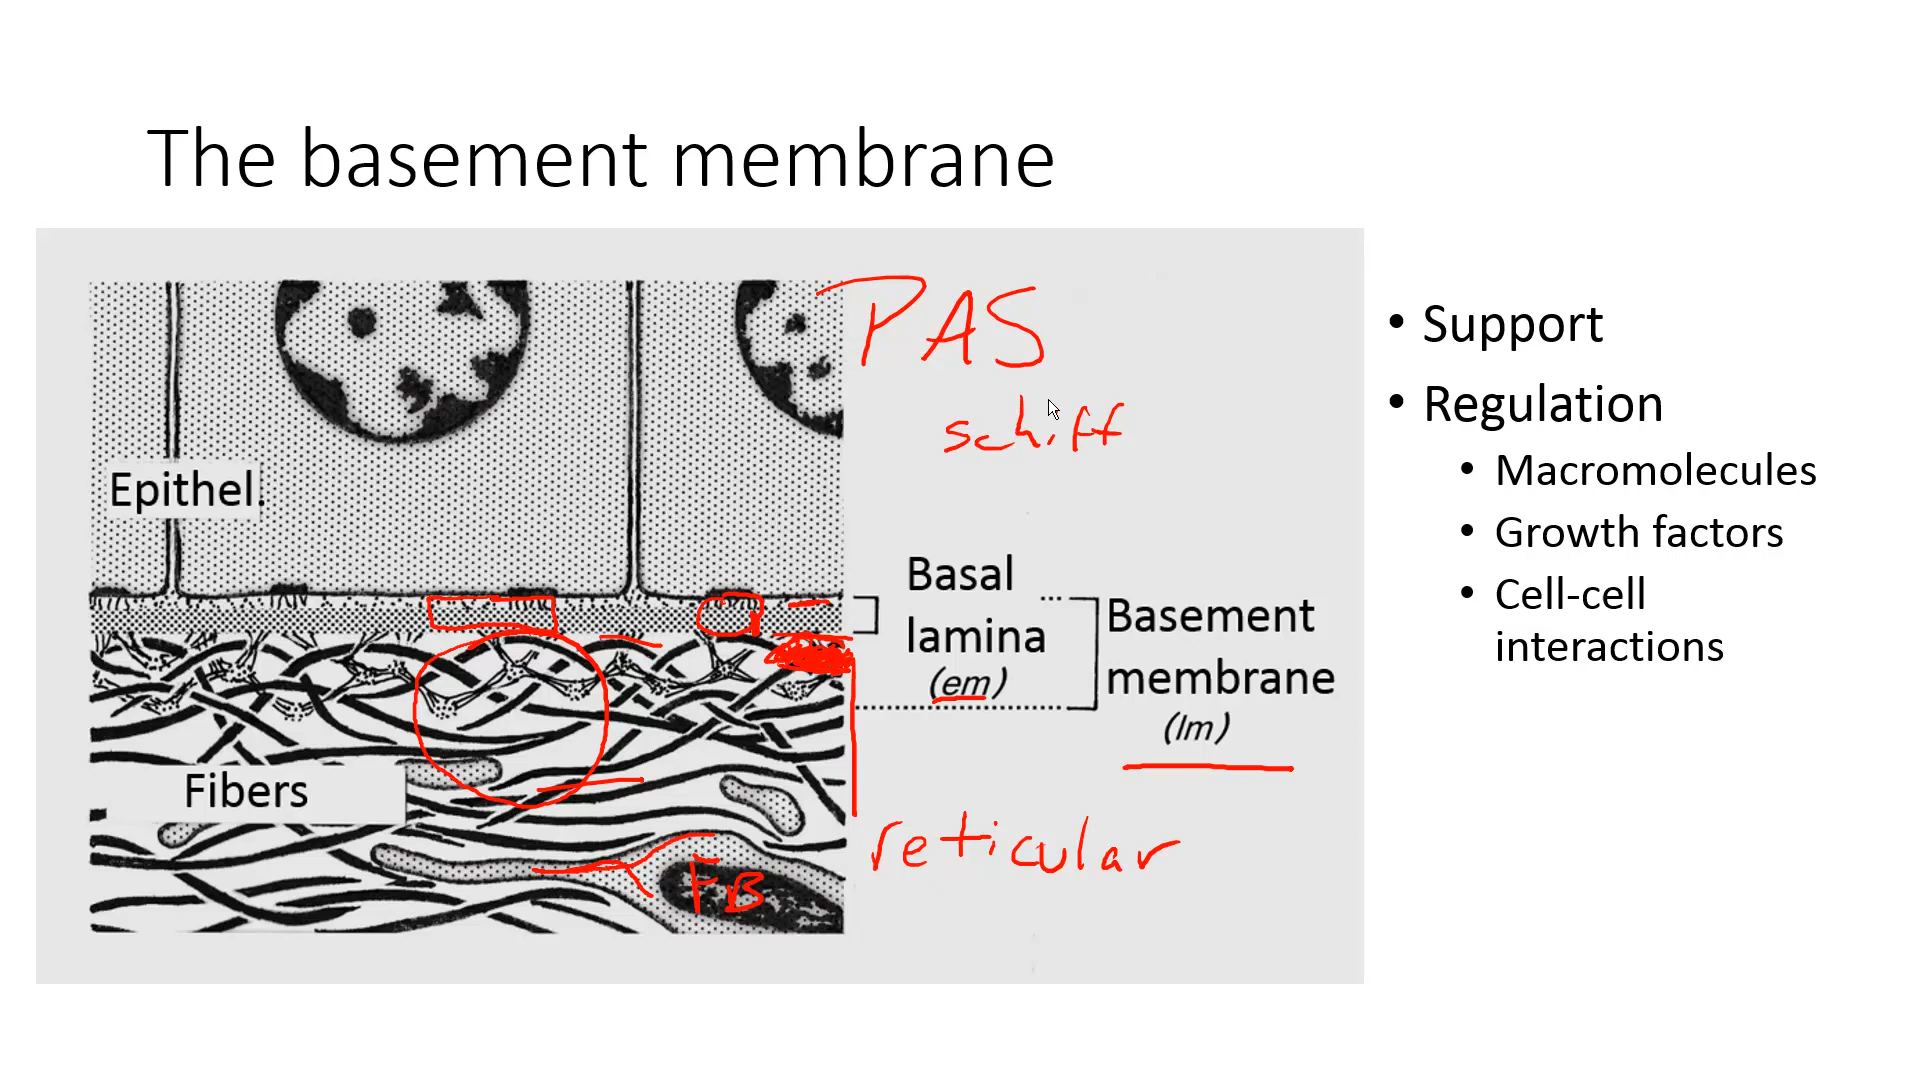 The basement membrane
PAS
schiff
Epithel.
Basal
lamina
(em)
Basement
membrane
(lm)
Fibers
FB
reticular
• Support
• Regulation
• Macromolecules
• Growth factors
• Cell-cell
interactions